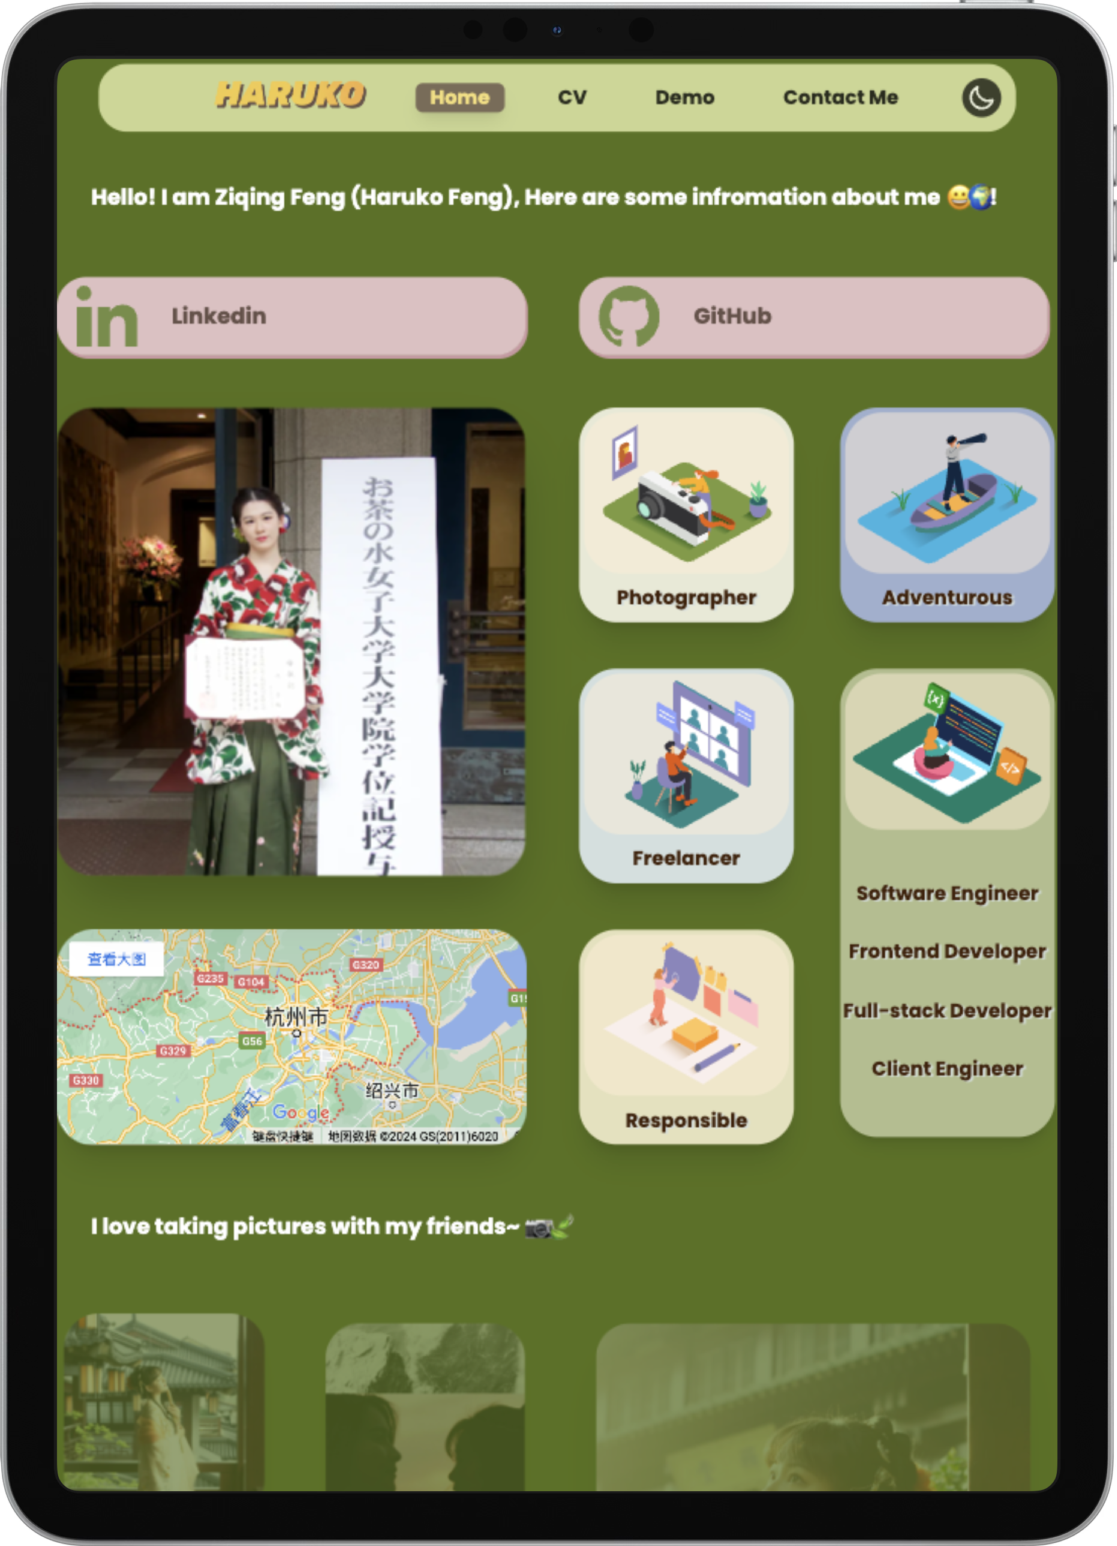 HARUKO
Home
CV
Demo
Contact Me
Hello! I am Ziqing Feng (Haruko Feng), Here are some infromation about me 😀🌍!
in
Linkedin
GitHub
お茶の水女子大学大学院学位記授与
Photographer
Adventurous
Freelancer
{x}
</>
Software Engineer
Frontend Developer
Full-stack Developer
Client Engineer
查看大图
G320
G235
G104
杭州市
G56
G329
G330
绍兴市
富春江
Google
键盘快捷键
地图数据 ©2024 GS(2011)6020
Responsible
I love taking pictures with my friends~ 📷🌿